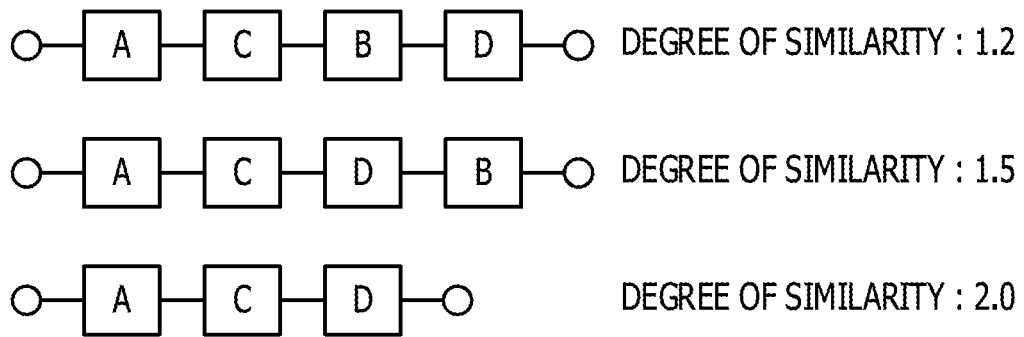 A C B D DEGREE OF SIMILARITY : 1.2
A C D B DEGREE OF SIMILARITY : 1.5
A C D DEGREE OF SIMILARITY : 2.0